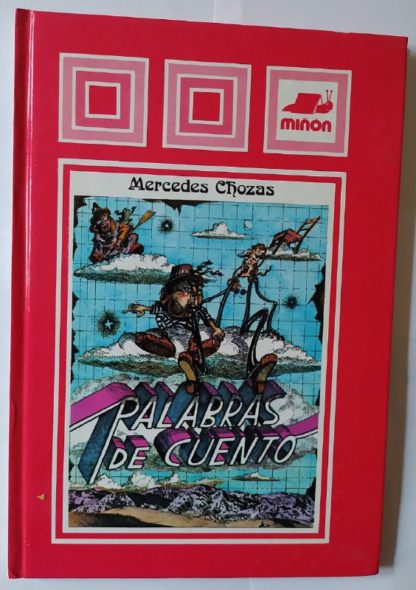 miñón
Mercedes Chozas
PALABRAS
DE CUENTO